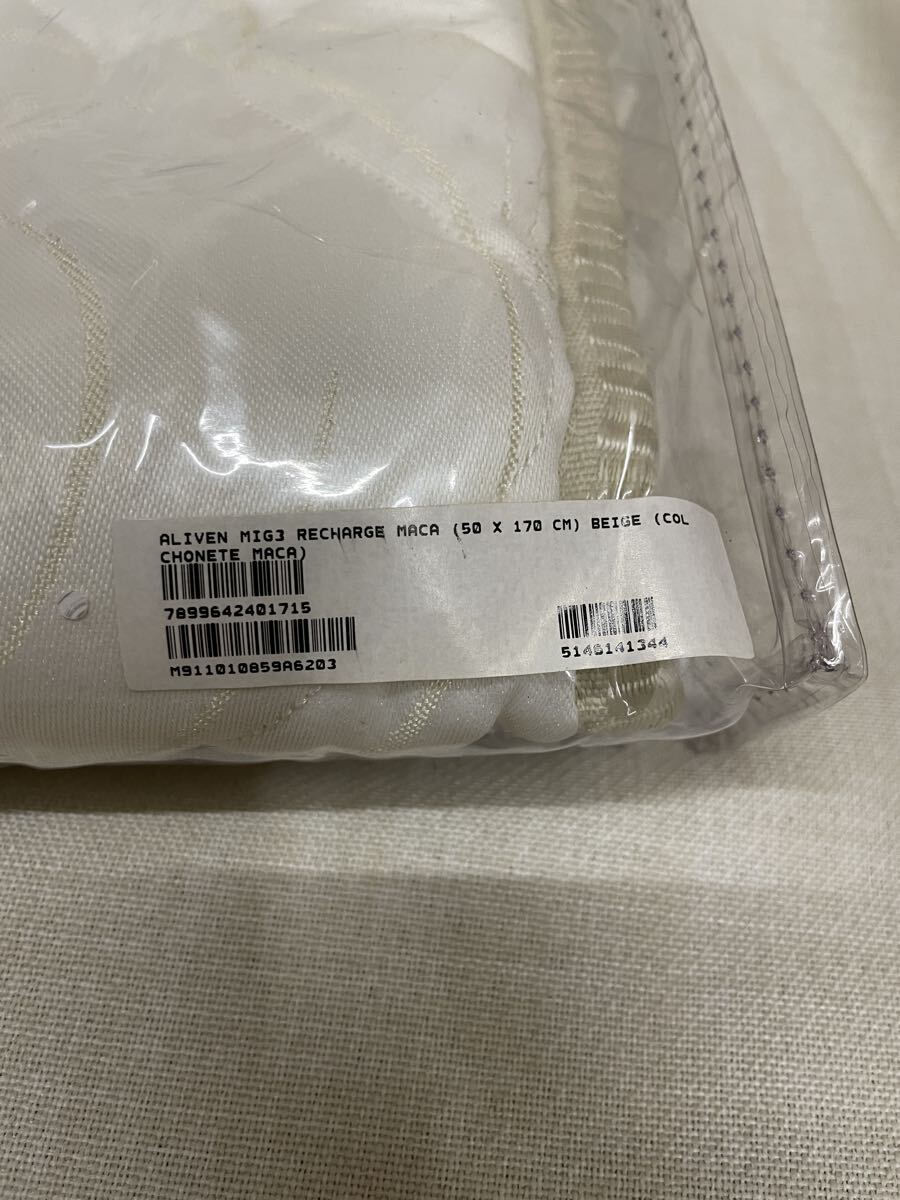 ALIVEN MIG3 RECHARGE MACA (50 X 170 CM) BEIGE (COL
CHONETE MACA)
7899642401715
M911010859A6203
5146141344